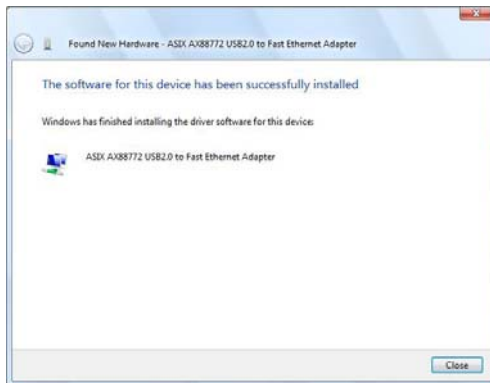 Found New Hardware - ASIX AX88772 USB2.0 to Fast Ethernet Adapter
The software for this device has been successfully installed
Windows has finished installing the driver software for this device:
ASIX AX88772 USB2.0 to Fast Ethernet Adapter
Close